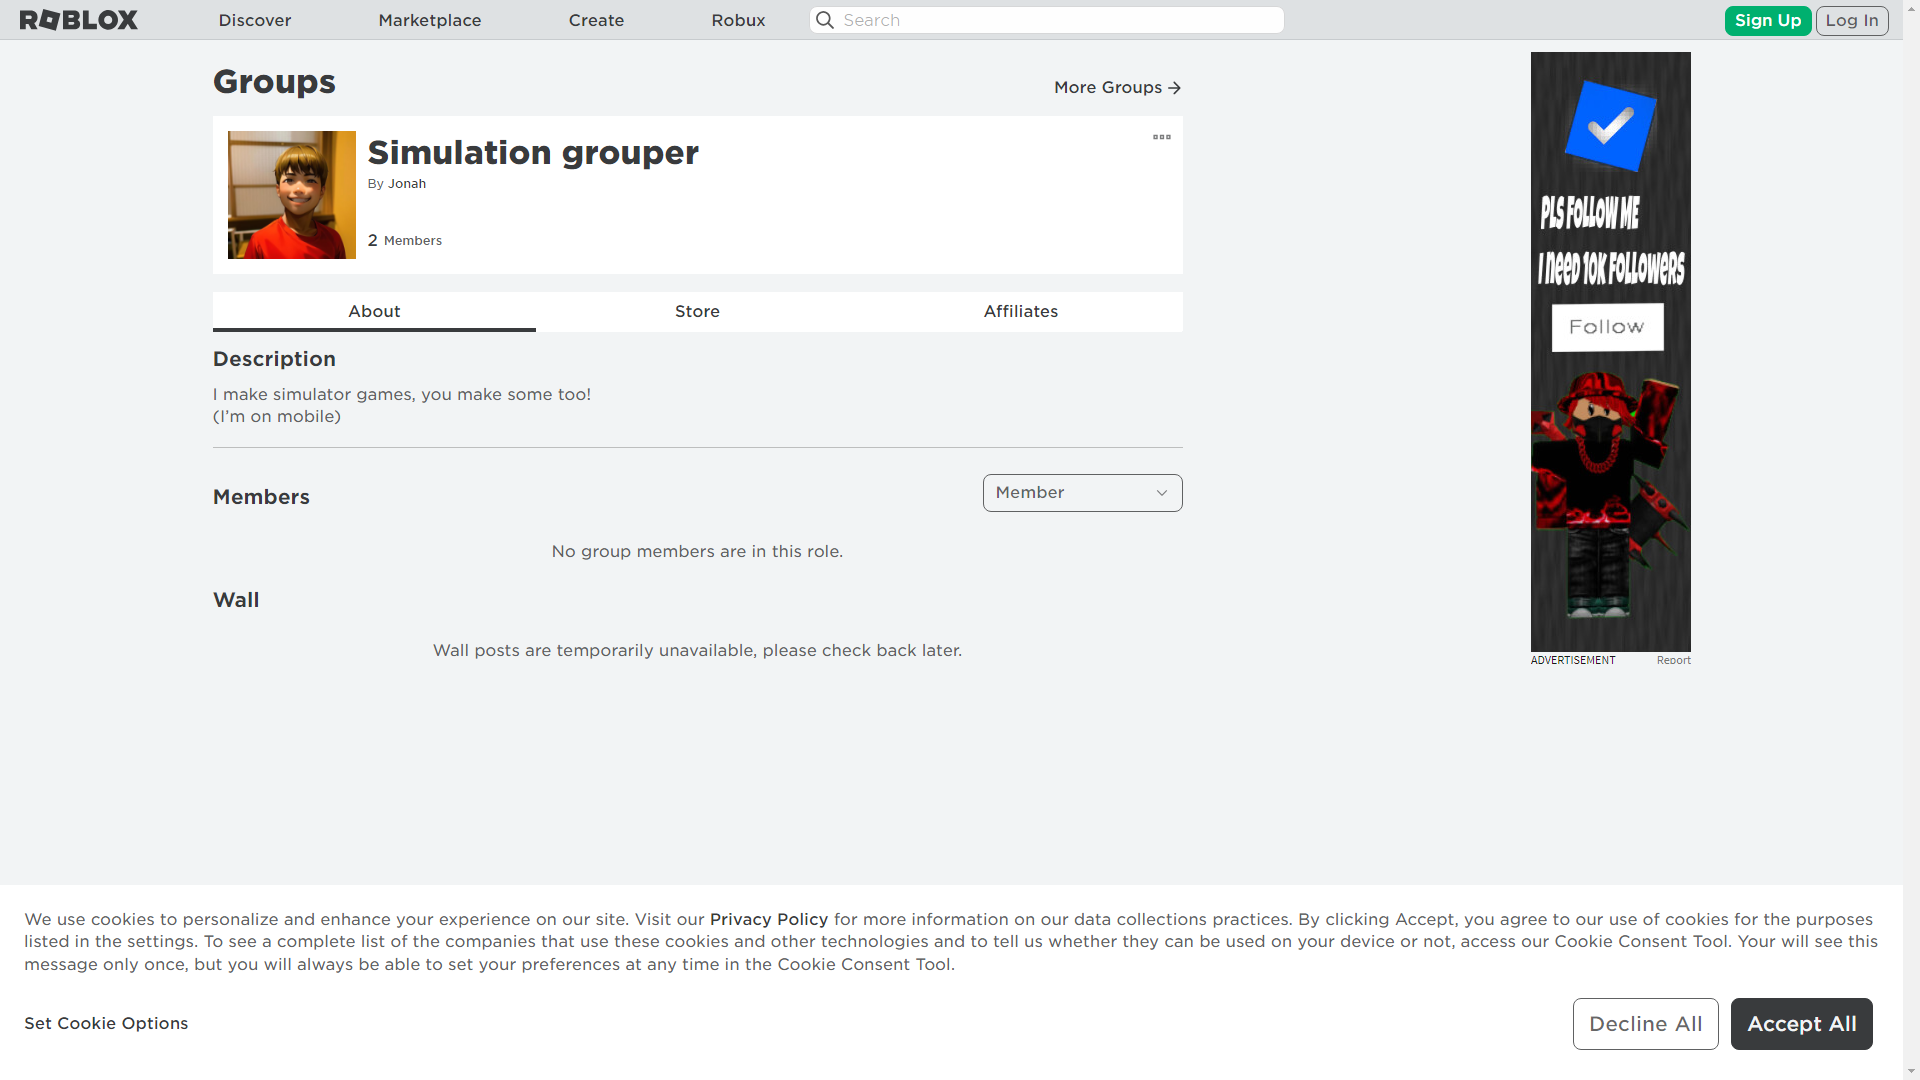 ROBLOX
Discover
Marketplace
Create
Robux
Search
Sign Up
Log In
Groups
More Groups
Simulation grouper
By Jonah
2 Members
About
Store
Affiliates
Description
I make simulator games, you make some too!
(I’m on mobile)
Members
Member
No group members are in this role.
Wall
Wall posts are temporarily unavailable, please check back later.
PLS FOLLOW ME
I NEED 10K FOLLOWERS
Follow
ADVERTISEMENT
Report
We use cookies to personalize and enhance your experience on our site. Visit our Privacy Policy for more information on our data collections practices. By clicking Accept, you agree to our use of cookies for the purposes
listed in the settings. To see a complete list of the companies that use these cookies and other technologies and to tell us whether they can be used on your device or not, access our Cookie Consent Tool. Your will see this
message only once, but you will always be able to set your preferences at any time in the Cookie Consent Tool.
Set Cookie Options
Decline All
Accept All